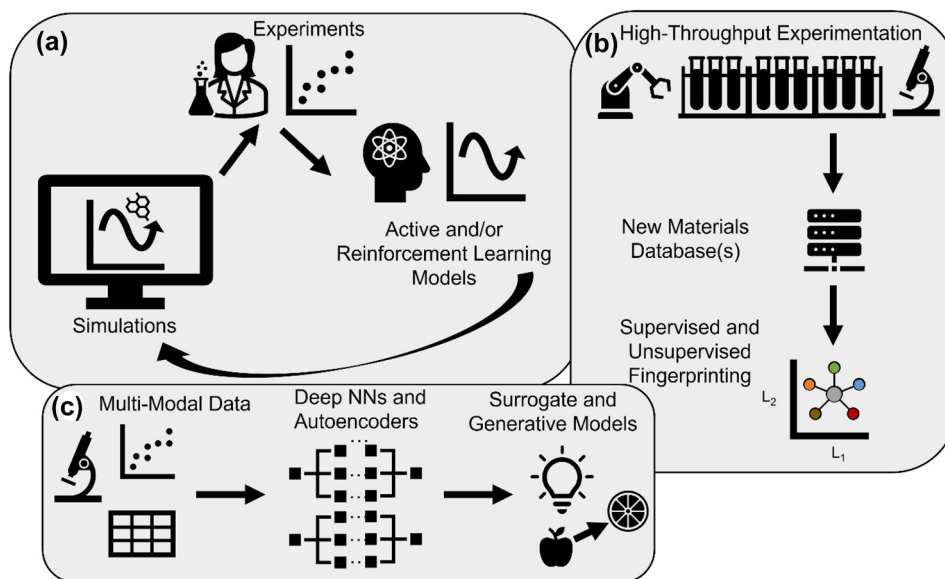 (a)
Experiments
Active and/or
Reinforcement Learning
Models
Simulations
(b)
High-Throughput Experimentation
New Materials
Database(s)
Supervised and
Unsupervised
Fingerprinting
L₂
L₁
(c)
Multi-Modal Data
Deep NNs and
Autoencoders
Surrogate and
Generative Models